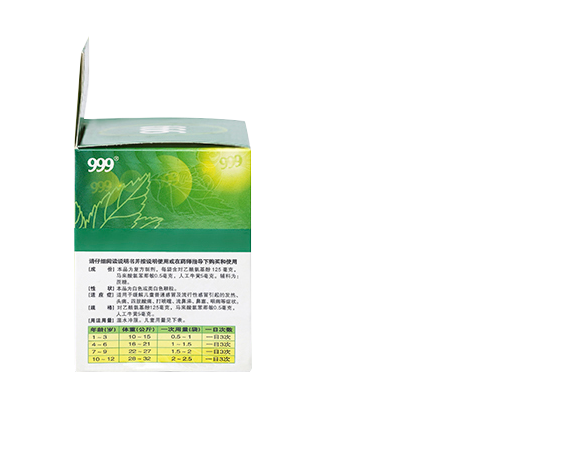 999®
999
999
请仔细阅读说明书并按说明使用或在药师指导下购买和使用
[成　份] 本品为复方制剂，每袋含对乙酰氨基酚125毫克，
马来酸氯苯那敏0.5毫克，人工牛黄5毫克，辅料为：
蔗糖。
[性　状] 本品为白色或类白色颗粒。
[适 应 症] 适用于缓解儿童普通感冒及流行性感冒引起的发热、
头痛、四肢酸痛、打喷嚏、流鼻涕、鼻塞、咽痛等症状。
[规　格] 对乙酰氨基酚125毫克，马来酸氯苯那敏0.5毫克，
人工牛黄5毫克。
[用法用量] 温水冲服。儿童用量见下表。
年龄(岁) 体重(公斤) 一次用量(袋) 一日次数
1－3 10－15 0.5－1 一日3次
4－6 16－21 1－1.5 一日3次
7－9 22－27 1.5－2 一日3次
10－12 28－32 2－2.5 一日3次